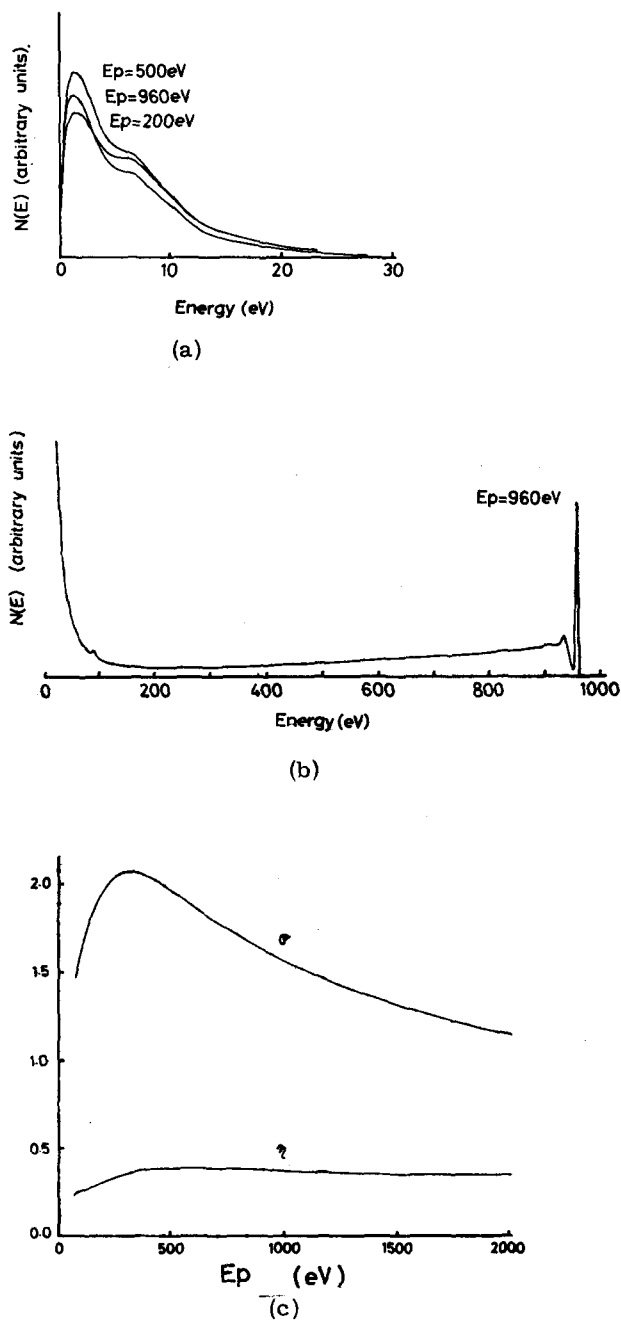 N(E) (arbitrary units).
Ep=500eV
Ep=960eV
Ep=200eV
0 10 20 30
Energy (eV)
(a)
N(E) (arbitrary units)
Ep=960eV
0 200 400 600 800 1000
Energy (eV)
(b)
2.0
1.5
1.0
0.5
0.0
σ
η
0 500 1000 1500 2000
Ep (eV)
(c)